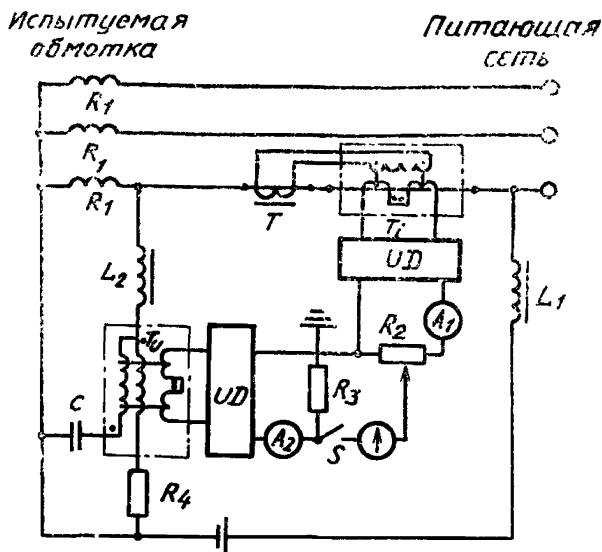 Испытуемая
обмотка
Питающая
сеть
R1
R1
R1
T
Ti
UD
L2
L1
A1
R2
Tu
UD
R3
C
A2
S
R4